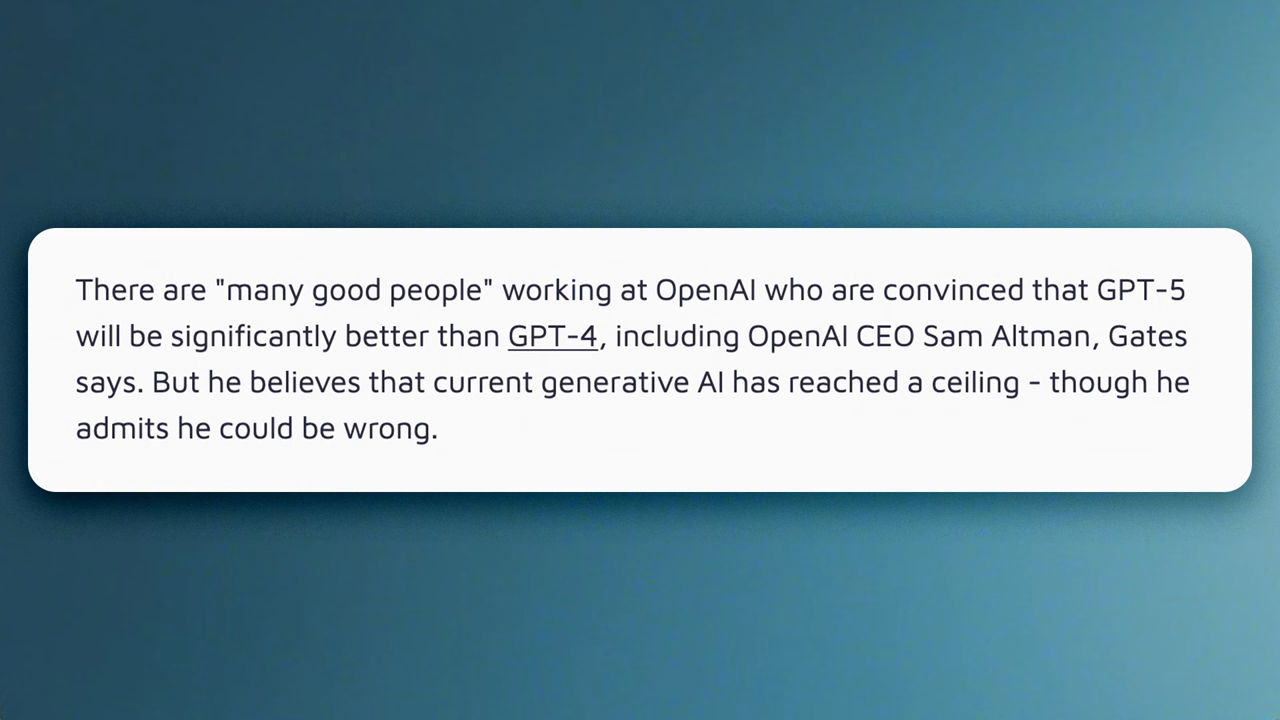 There are "many good people" working at OpenAI who are convinced that GPT-5
will be significantly better than GPT-4, including OpenAI CEO Sam Altman, Gates
says. But he believes that current generative AI has reached a ceiling - though he
admits he could be wrong.